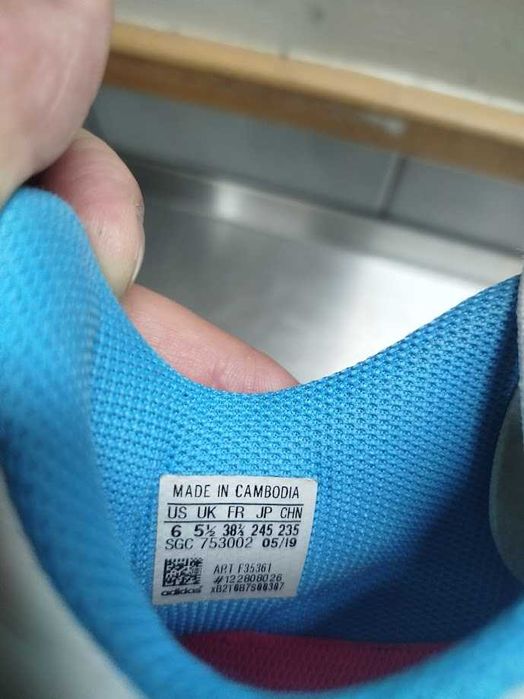 MADE IN CAMBODIA
US UK FR JP CHN
6 5½ 38⅔ 245 235
SGC 753002 05/19
ART F35361
#122808026
adidas xB210B7S00307